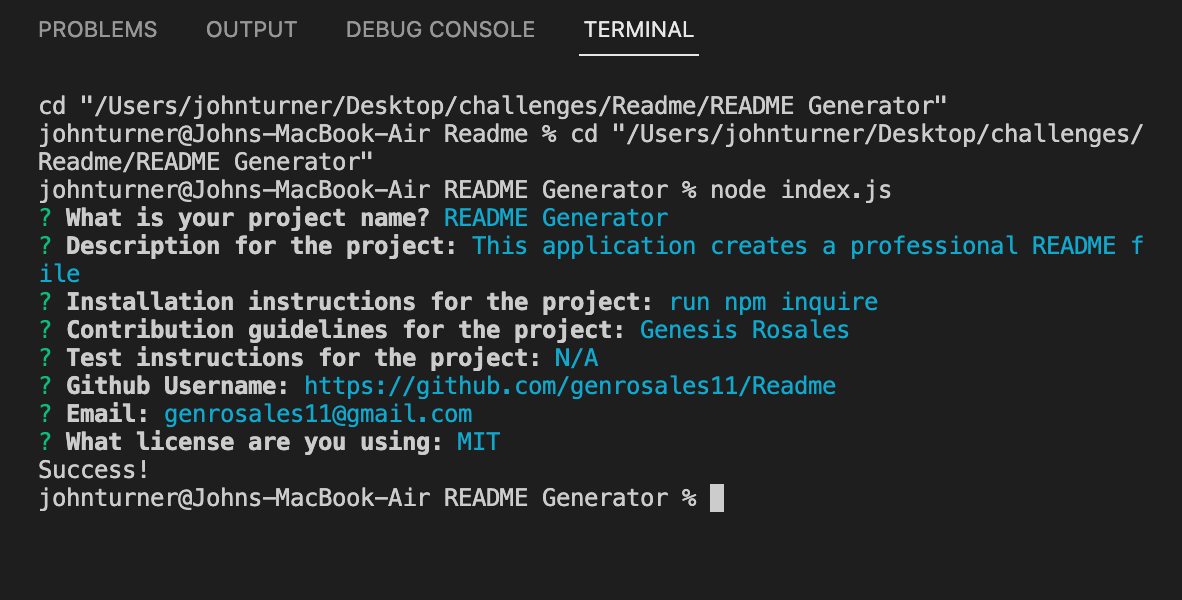 PROBLEMS OUTPUT DEBUG CONSOLE TERMINAL
cd "/Users/johnturner/Desktop/challenges/Readme/README Generator"
johnturner@Johns-MacBook-Air Readme % cd "/Users/johnturner/Desktop/challenges/
Readme/README Generator"
johnturner@Johns-MacBook-Air README Generator % node index.js
? What is your project name? README Generator
? Description for the project: This application creates a professional README f
ile
? Installation instructions for the project: run npm inquire
? Contribution guidelines for the project: Genesis Rosales
? Test instructions for the project: N/A
? Github Username: https://github.com/genrosales11/Readme
? Email: genrosales11@gmail.com
? What license are you using: MIT
Success!
johnturner@Johns-MacBook-Air README Generator %